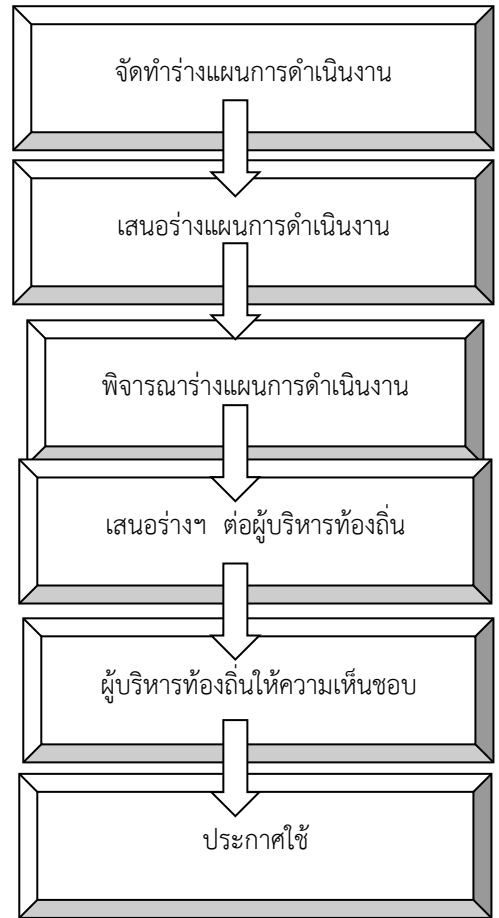 จัดทำร่างแผนการดำเนินงาน
เสนอร่างแผนการดำเนินงาน
พิจารณาร่างแผนการดำเนินงาน
เสนอร่างฯ ต่อผู้บริหารท้องถิ่น
ผู้บริหารท้องถิ่นให้ความเห็นชอบ
ประกาศใช้